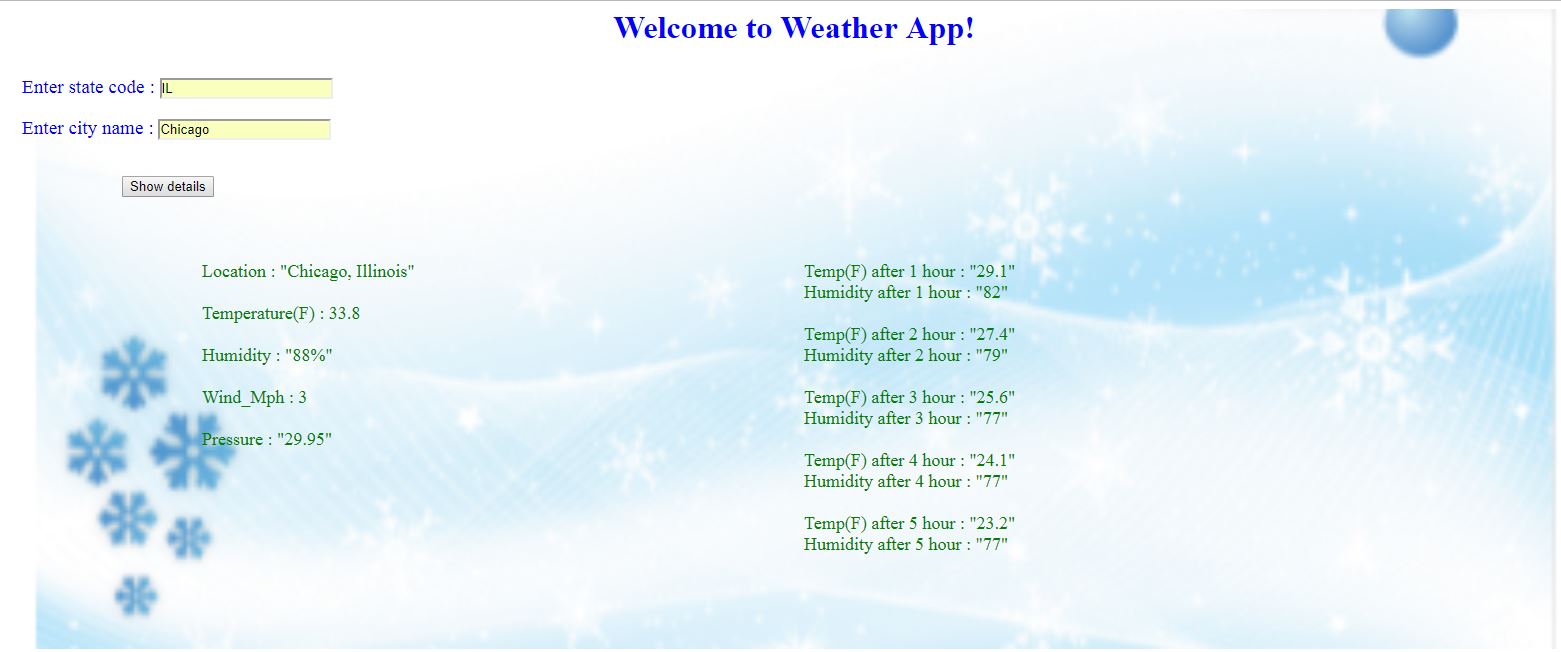 Welcome to Weather App!
Enter state code : IL
Enter city name : Chicago
Show details
Location : "Chicago, Illinois"
Temperature(F) : 33.8
Humidity : "88%"
Wind_Mph : 3
Pressure : "29.95"
Temp(F) after 1 hour : "29.1"
Humidity after 1 hour : "82"
Temp(F) after 2 hour : "27.4"
Humidity after 2 hour : "79"
Temp(F) after 3 hour : "25.6"
Humidity after 3 hour : "77"
Temp(F) after 4 hour : "24.1"
Humidity after 4 hour : "77"
Temp(F) after 5 hour : "23.2"
Humidity after 5 hour : "77"